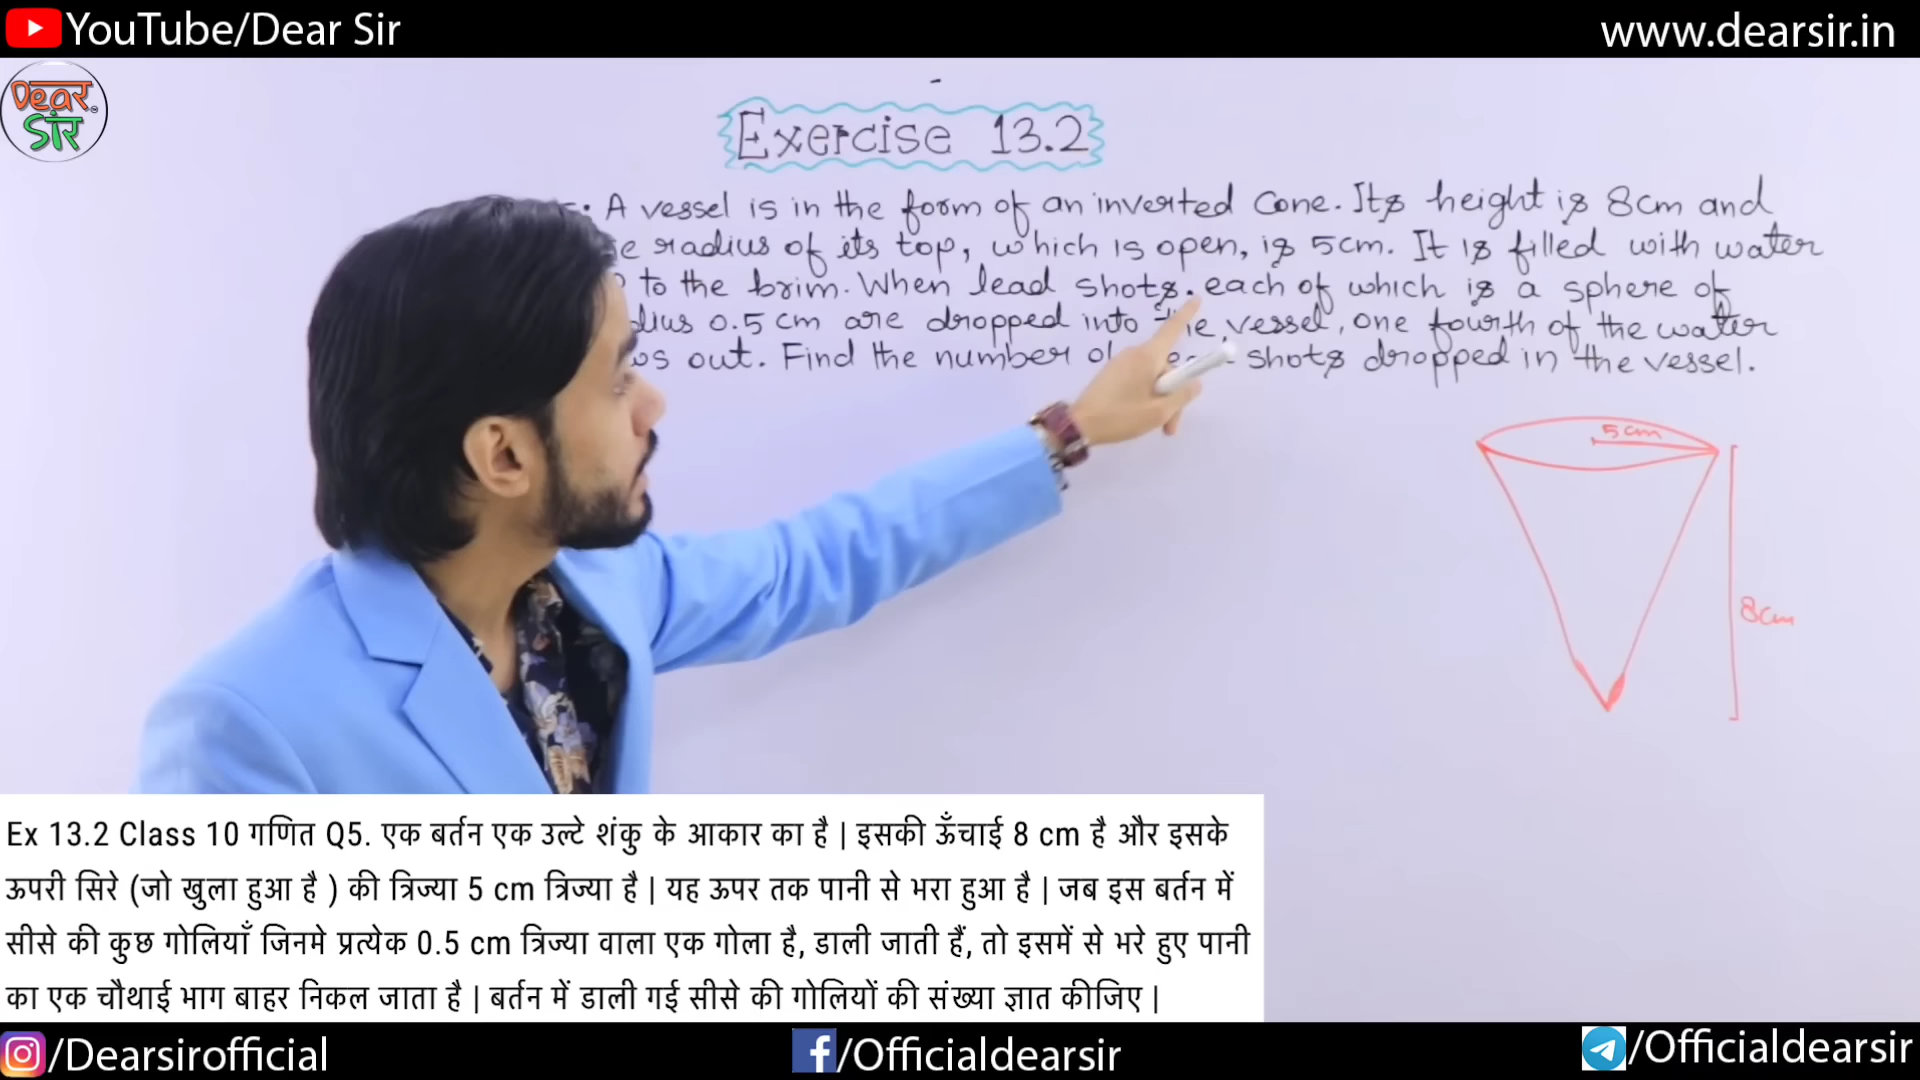 YouTube/Dear Sir
www.dearsir.in
Dear
Sir
Exercise 13.2
A vessel is in the form of an inverted Cone. Its height is 8cm and
radius of its top, which is open, is 5cm. It is filled with water
to the brim. When lead shots. each of which is a sphere of
0.5 cm are dropped into vessel, one fourth of the water
out. Find the number shots dropped in the vessel.
5cm
8cm
Ex 13.2 Class 10 गणित Q5. एक बर्तन एक उल्टे शंकु के आकार का है | इसकी ऊँचाई 8 cm है और इसके
ऊपरी सिरे (जो खुला हुआ है ) की त्रिज्या 5 cm त्रिज्या है | यह ऊपर तक पानी से भरा हुआ है | जब इस बर्तन में
सीसे की कुछ गोलियाँ जिनमे प्रत्येक 0.5 cm त्रिज्या वाला एक गोला है, डाली जाती हैं, तो इसमें से भरे हुए पानी
का एक चौथाई भाग बाहर निकल जाता है | बर्तन में डाली गई सीसे की गोलियों की संख्या ज्ञात कीजिए |
/Dearsirofficial
/Officialdearsir
/Officialdearsir